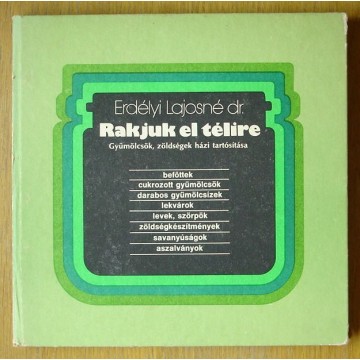 Erdélyi Lajosné dr.
Rakjuk el télire
Gyümölcsök, zöldségek házi tartósítása
befőttek
cukrozott gyümölcsök
darabos gyümölcsízek
lekvárok
levek, szörpök
zöldségkészítmények
savanyúságok
aszalványok